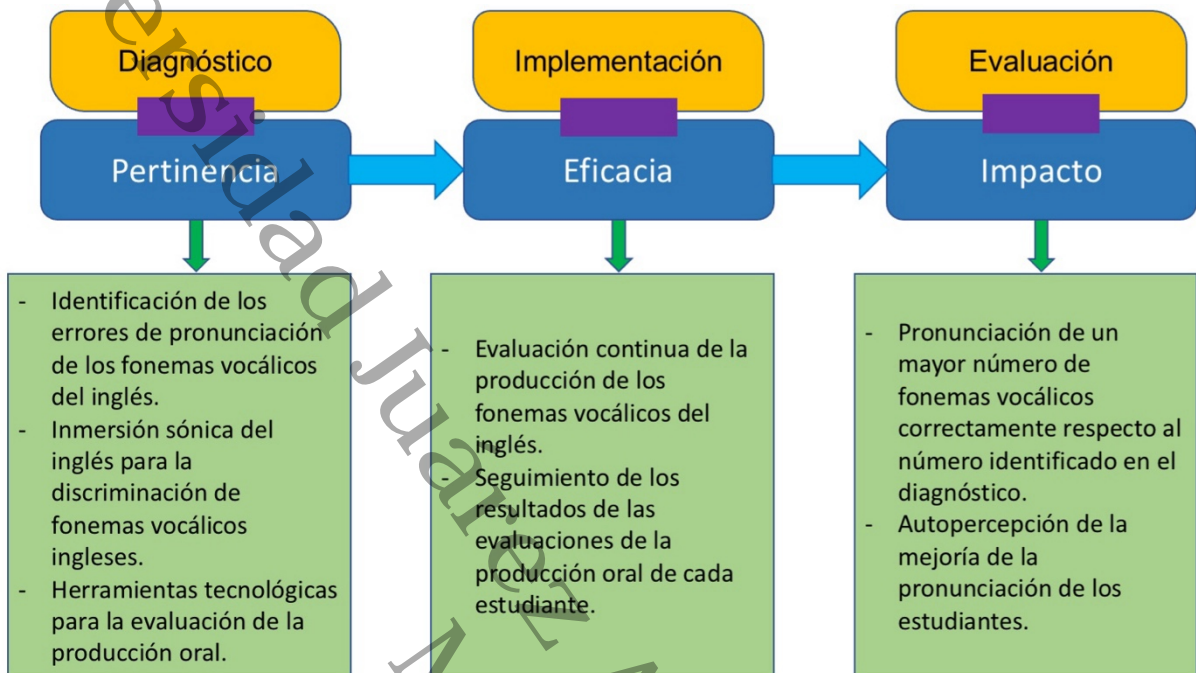 Diagnóstico
Pertinencia
- Identificación de los
errores de pronunciación
de los fonemas vocálicos
del inglés.
- Inmersión sónica del
inglés para la
discriminación de
fonemas vocálicos
ingleses.
- Herramientas tecnológicas
para la evaluación de la
producción oral.
Implementación
Eficacia
- Evaluación continua de la
producción de los
fonemas vocálicos del
inglés.
- Seguimiento de los
resultados de las
evaluaciones de la
producción oral de cada
estudiante.
Evaluación
Impacto
- Pronunciación de un
mayor número de
fonemas vocálicos
correctamente respecto al
número identificado en el
diagnóstico.
- Autopercepción de la
mejoría de la
pronunciación de los
estudiantes.
ersidad Juárez A